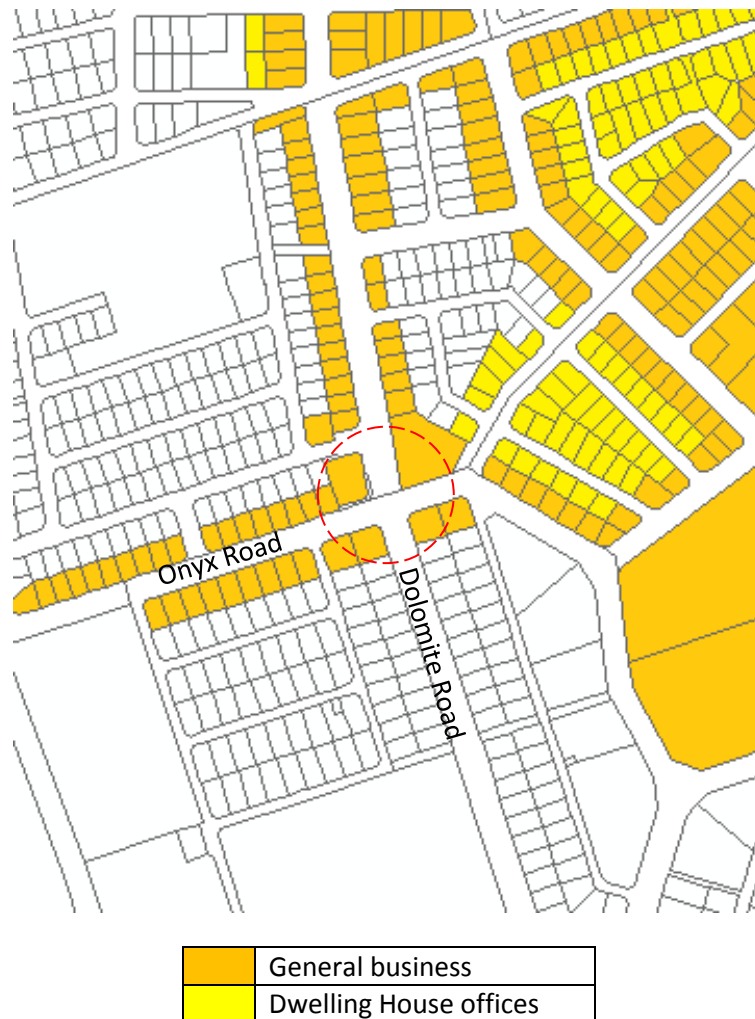 Onyx Road
Dolomite Road
General business
Dwelling House offices